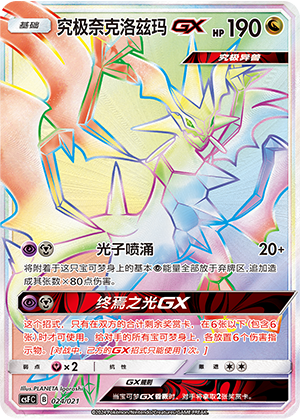 基础 究极奈克洛兹玛GX HP 190
究极异兽
光子喷涌 20+
将附着于这只宝可梦身上的基本能量全部放于弃牌区,追加造
成其张数×80点伤害。
终焉之光GX
这个招式,只有在双方的合计剩余奖赏卡,在6张以下(包含6
张)时才可使用。给对手的所有宝可梦身上,各放置6个伤害指
示物。[对战中,己方的GX招式只能使用1次。]
弱点 ×2 抵抗力 撤退
GX规则
当宝可梦GX昏厥时,对手将拿取2张奖赏卡。
Illus.PLANETA Igarashi
csFC B 024/021